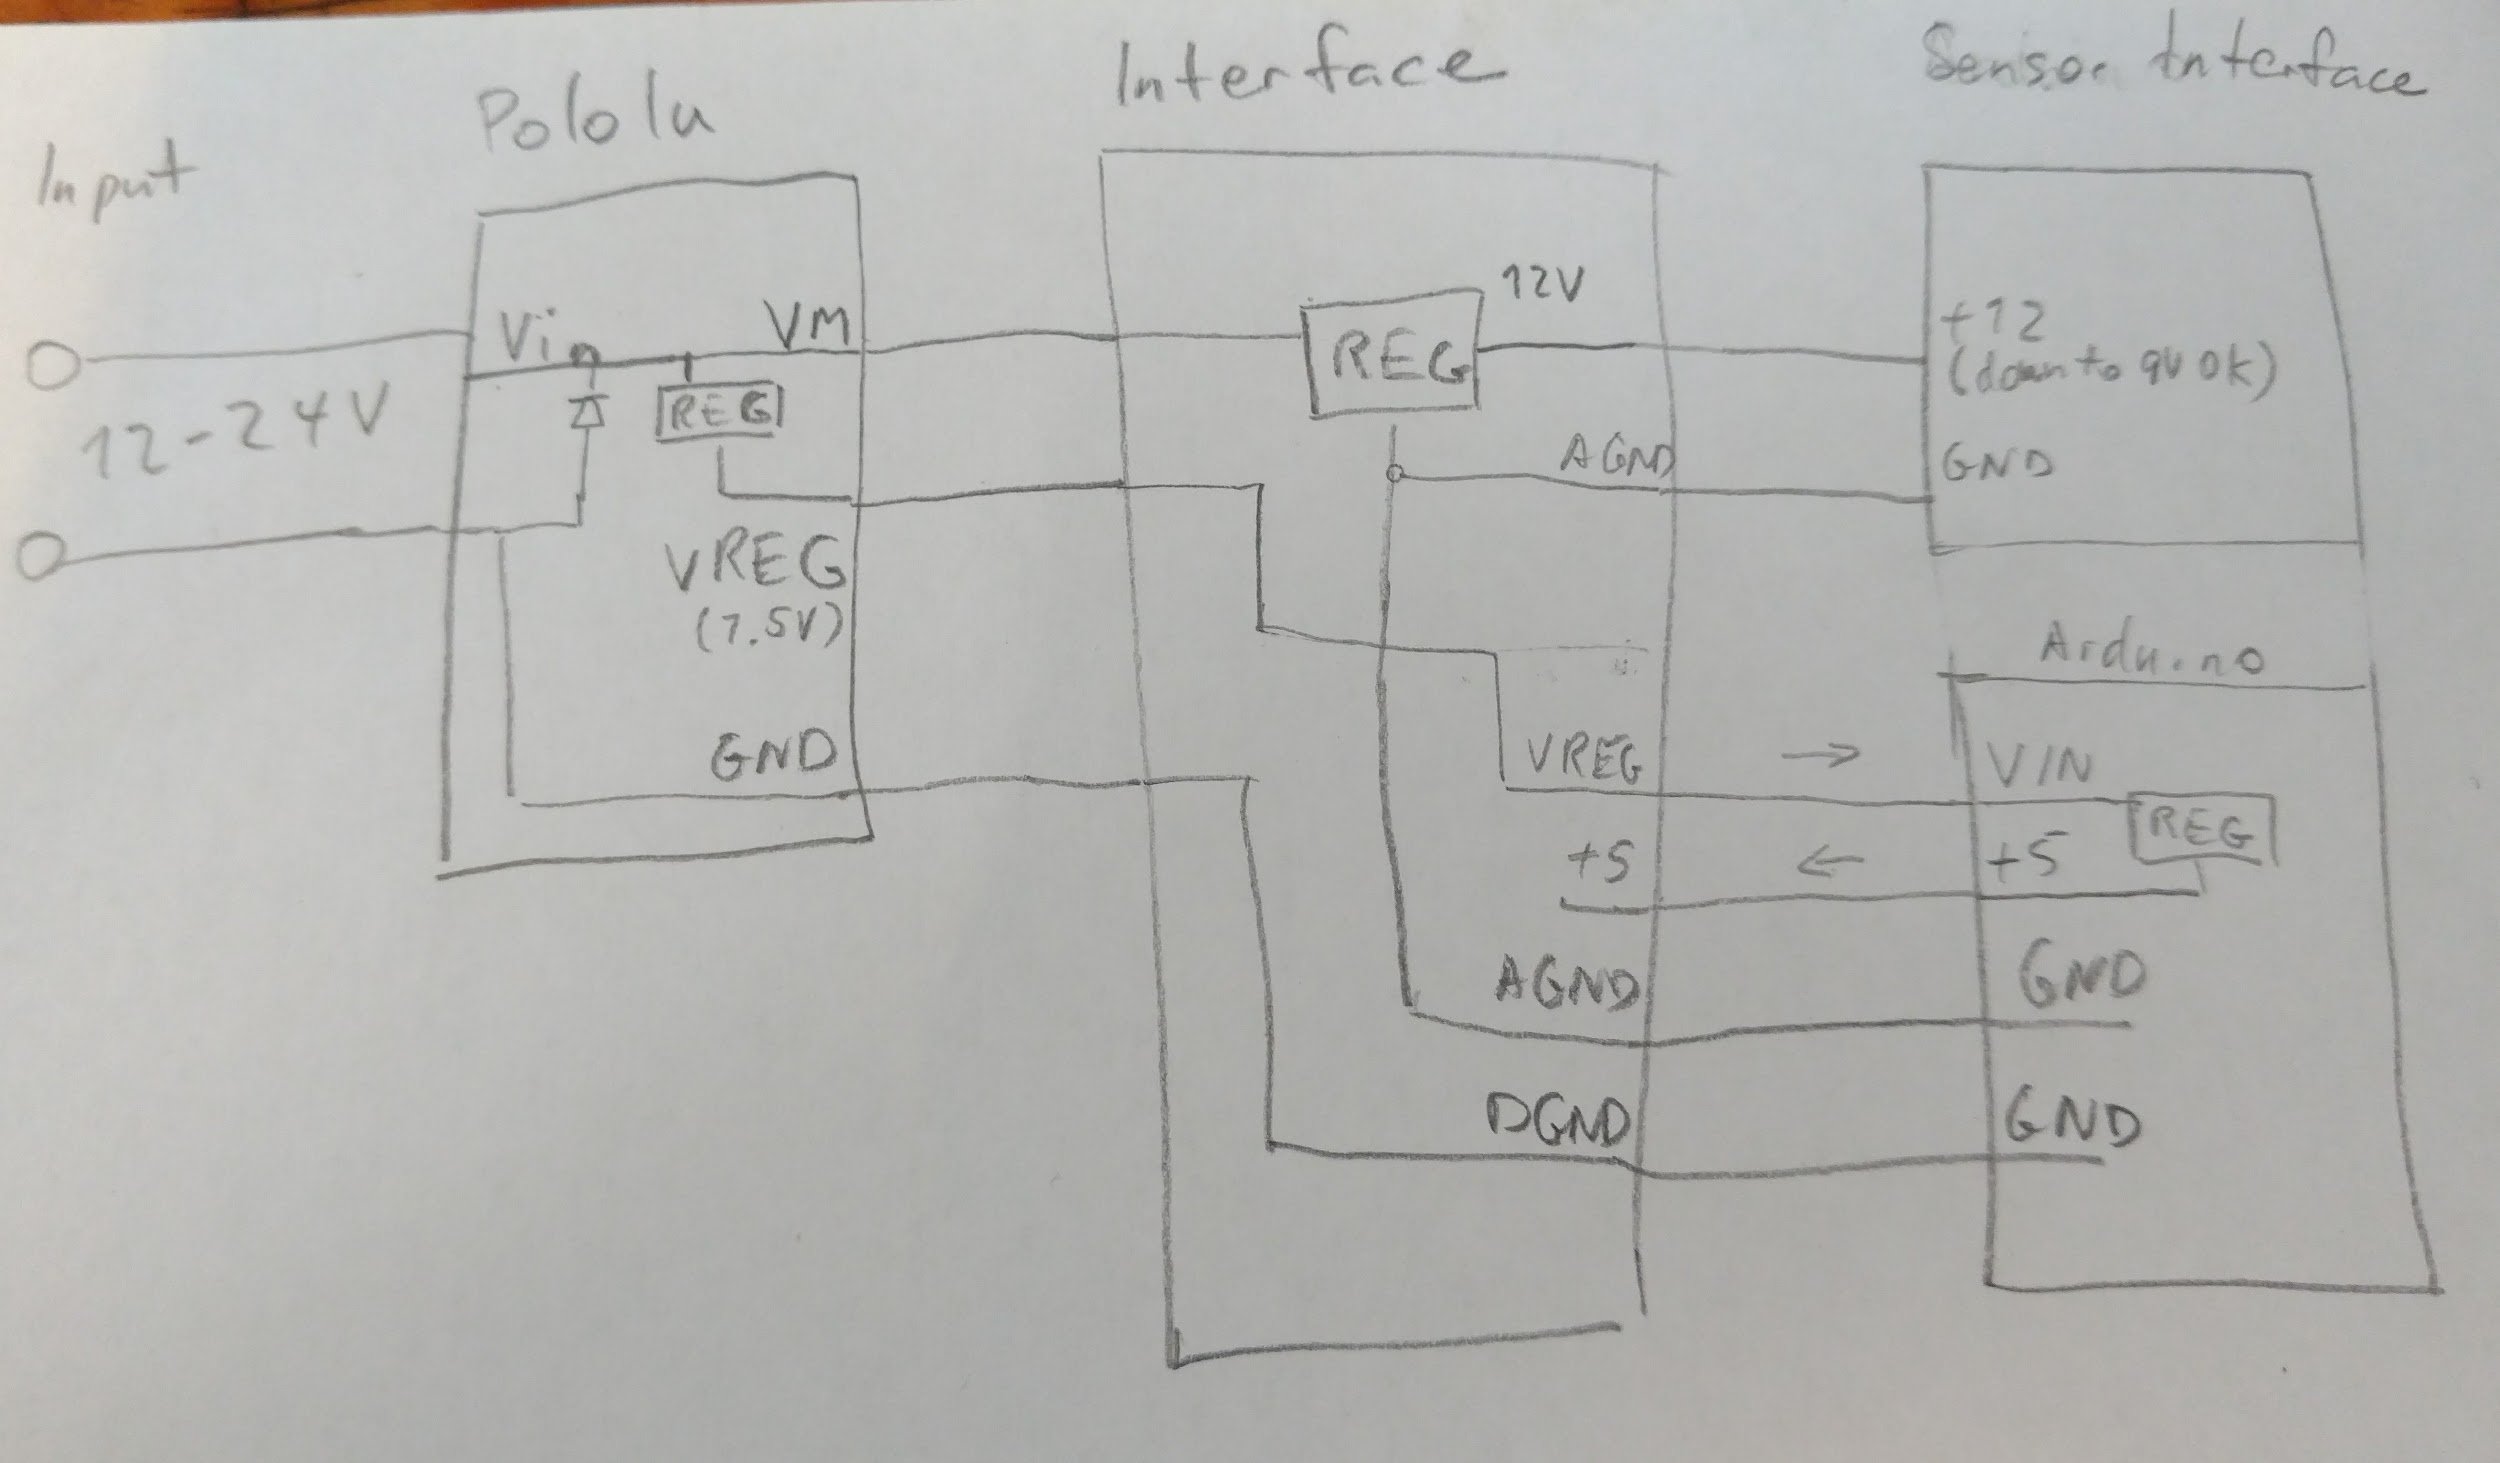 Input
12-24V
Pololu
Vin
VM
REG
VREG
(7.5V)
GND
Interface
REG
12V
AGND
VREG
+5
AGND
DGND
Sensor Interface
+12
(down to 9V ok)
GND
Arduino
VIN
REG
+5
GND
GND